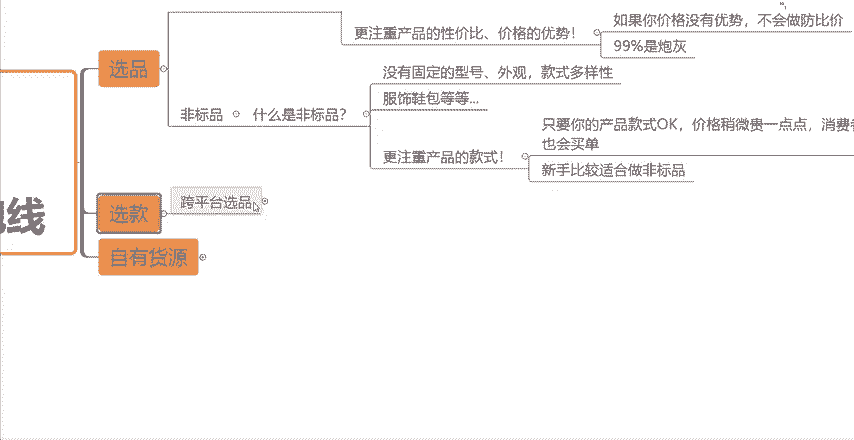 如果你价格没有优势，不会做防比价
更注重产品的性价比、价格的优势！
99%是炮灰
选品
没有固定的型号、外观，款式多样性
服饰鞋包等等...
非标品
什么是非标品？
只要你的产品款式OK，价格稍微贵一点点，消费
也会买单
更注重产品的款式！
新手比较适合做非标品
选款
跨平台选品
线
自有货源